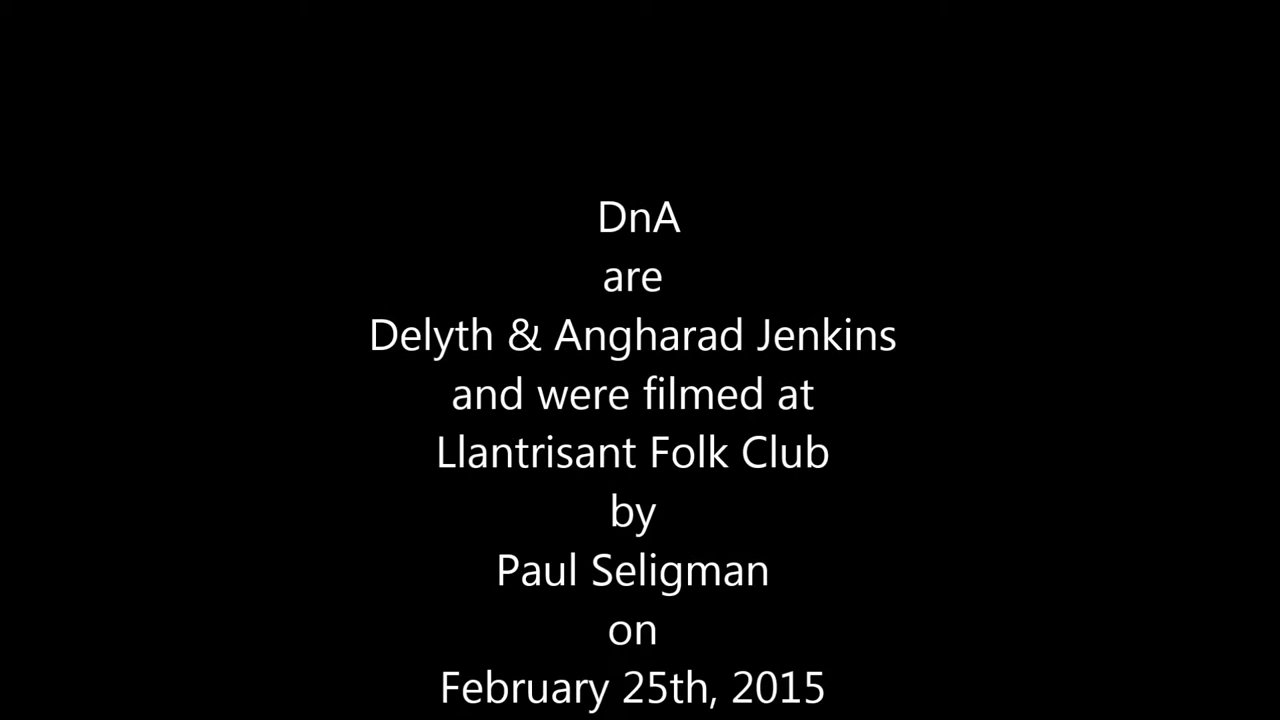 DnA
are
Delyth & Angharad Jenkins
and were filmed at
Llantrisant Folk Club
by
Paul Seligman
on
February 25th, 2015